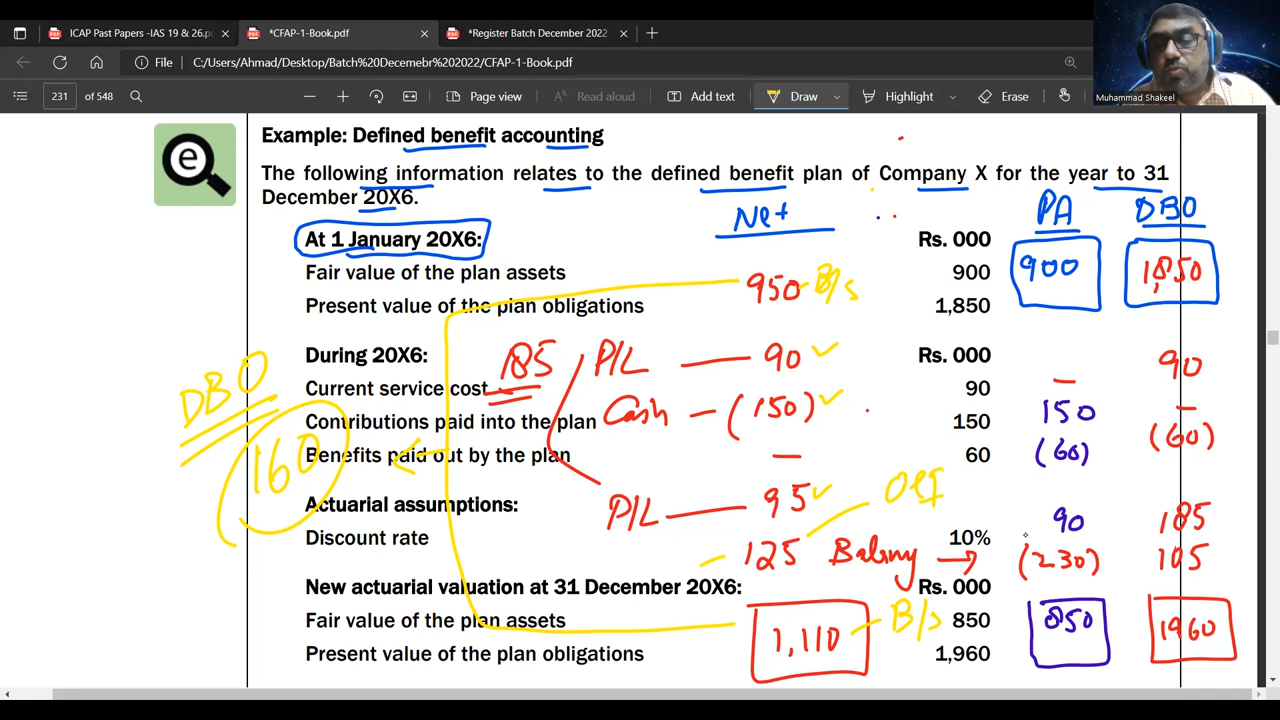 ICAP Past Papers -IAS 19 & 26.pdf
*CFAP-1-Book.pdf
*Register Batch December 2022
File
C:/Users/Ahmad/Desktop/Batch%20Decemebr%202022/CFAP-1-Book.pdf
231 of 548
Page view
Read aloud
Add text
Draw
Highlight
Erase
Muhammad Shakeel
Example: Defined benefit accounting
The following information relates to the defined benefit plan of Company X for the year to 31
December 20X6.
Net
PA DBO
At 1 January 20X6: Rs. 000
Fair value of the plan assets 900 900 1,850
950 B/s
Present value of the plan obligations 1,850
During 20X6: 185 P/L — 90 Rs. 000
Current service cost 90 — 90
Contributions paid into the plan Cash — (150) 150 150 —
Benefits paid out by the plan — 60 (60) (60)
DBO
160
Actuarial assumptions: P/L — 95 OCI 90 185
Discount rate 125 10% (230) 105
New actuarial valuation at 31 December 20X6: Rs. 000
Fair value of the plan assets B/s 850 850 1960
1,110
Present value of the plan obligations 1,960